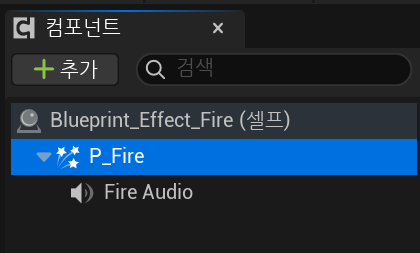 컴포넌트
추가
검색
Blueprint_Effect_Fire (셀프)
P_Fire
Fire Audio